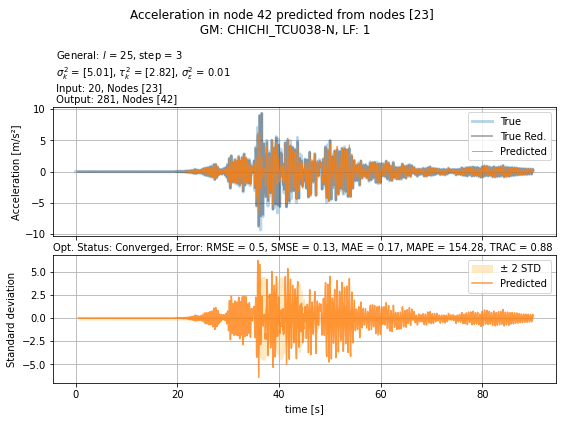 Acceleration in node 42 predicted from nodes [23]
GM: CHICHI_TCU038-N, LF: 1
General: l = 25, step = 3
σ²ₖ = [5.01], τ²ₖ = [2.82], σ²ε = 0.01
Input: 20, Nodes [23]
Output: 281, Nodes [42]
Acceleration [m/s²]
10
5
0
−5
−10
True
True Red.
Predicted
Opt. Status: Converged, Error: RMSE = 0.5, SMSE = 0.13, MAE = 0.17, MAPE = 154.28, TRAC = 0.88
Standard deviation
5.0
2.5
0.0
−2.5
−5.0
± 2 STD
Predicted
0 20 40 60 80
time [s]